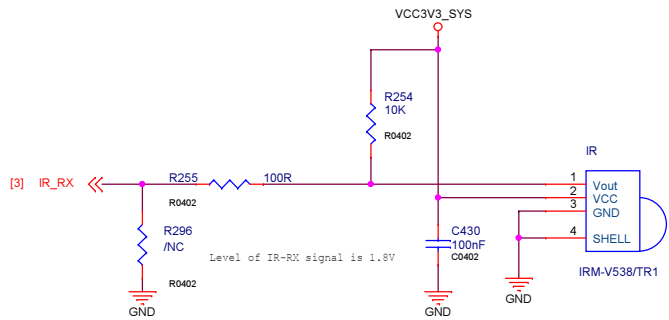 VCC3V3_SYS
R254
10K
R0402
IR
[3] IR_RX
R255
100R
R0402
1 Vout
2 VCC
3 GND
4 SHELL
R296
/NC
R0402
C430
100nF
C0402
Level of IR-RX signal is 1.8V
IRM-V538/TR1
GND
GND
GND